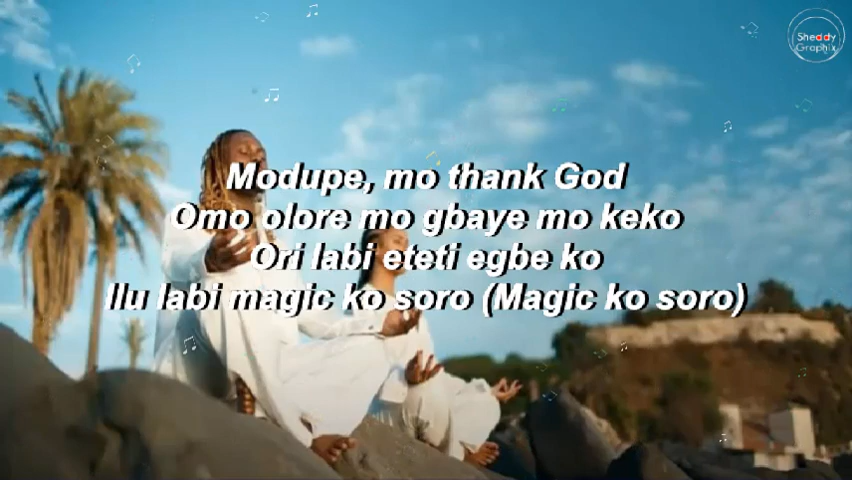 Sheddy
Graphix
Modupe, mo thank God
Omo olore mo gbaye mo keko
Ori labi eteti egbe ko
Ilu labi magic ko soro (Magic ko soro)